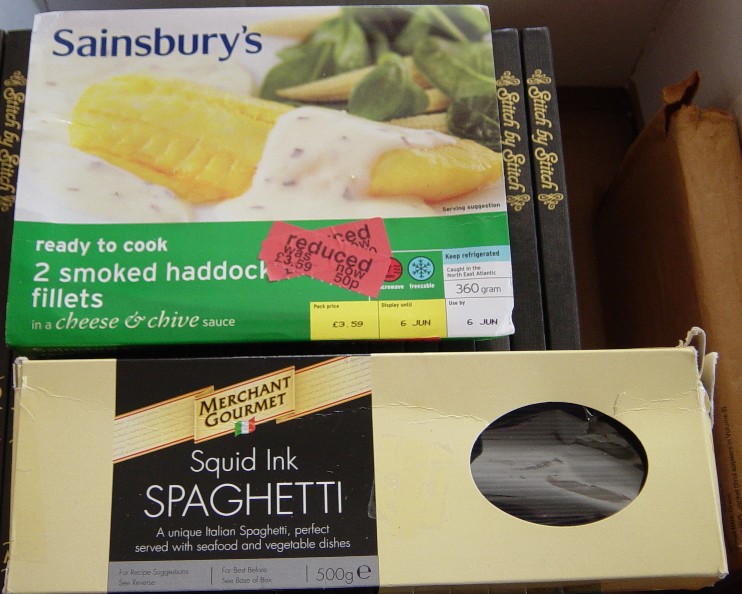 Sainsbury's
Stitch by Stitch
Stitch by Stitch
Stitch by Stitch
Serving suggestion
ready to cook
2 smoked haddock
fillets
in a cheese & chive sauce
reduced
was now
£3.59 50p
microwave freezable
Keep refrigerated
Caught in the
North East Atlantic
360 gram
Pack price
£3.59
Display until
6 JUN
Use by
6 JUN
MERCHANT
GOURMET
Squid Ink
SPAGHETTI
A unique Italian Spaghetti, perfect
served with seafood and vegetable dishes
For Recipe Suggestions
See Reverse
For Best Before
See Base of Box
500g e